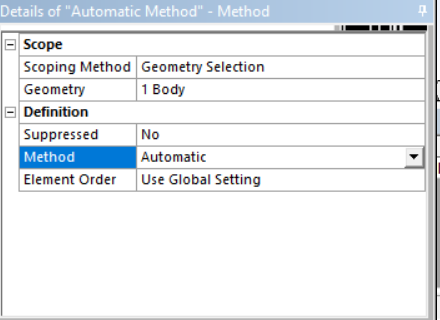 Details of "Automatic Method" - Method
Scope
Scoping Method Geometry Selection
Geometry 1 Body
Definition
Suppressed No
Method Automatic
Element Order Use Global Setting